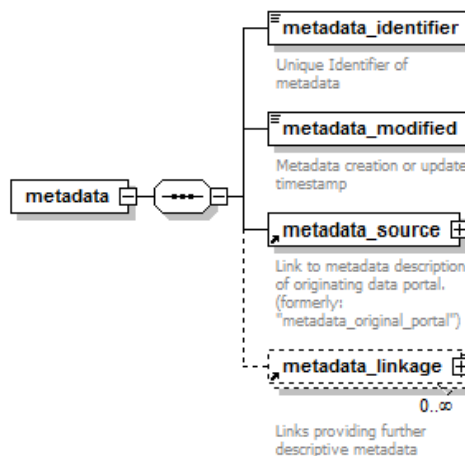 metadata_identifier
Unique Identifier of
metadata
metadata_modified
Metadata creation or update
timestamp
metadata
metadata_source
Link to metadata description
of originating data portal.
(formerly:
"metadata_original_portal")
metadata_linkage
0..∞
Links providing further
descriptive metadata